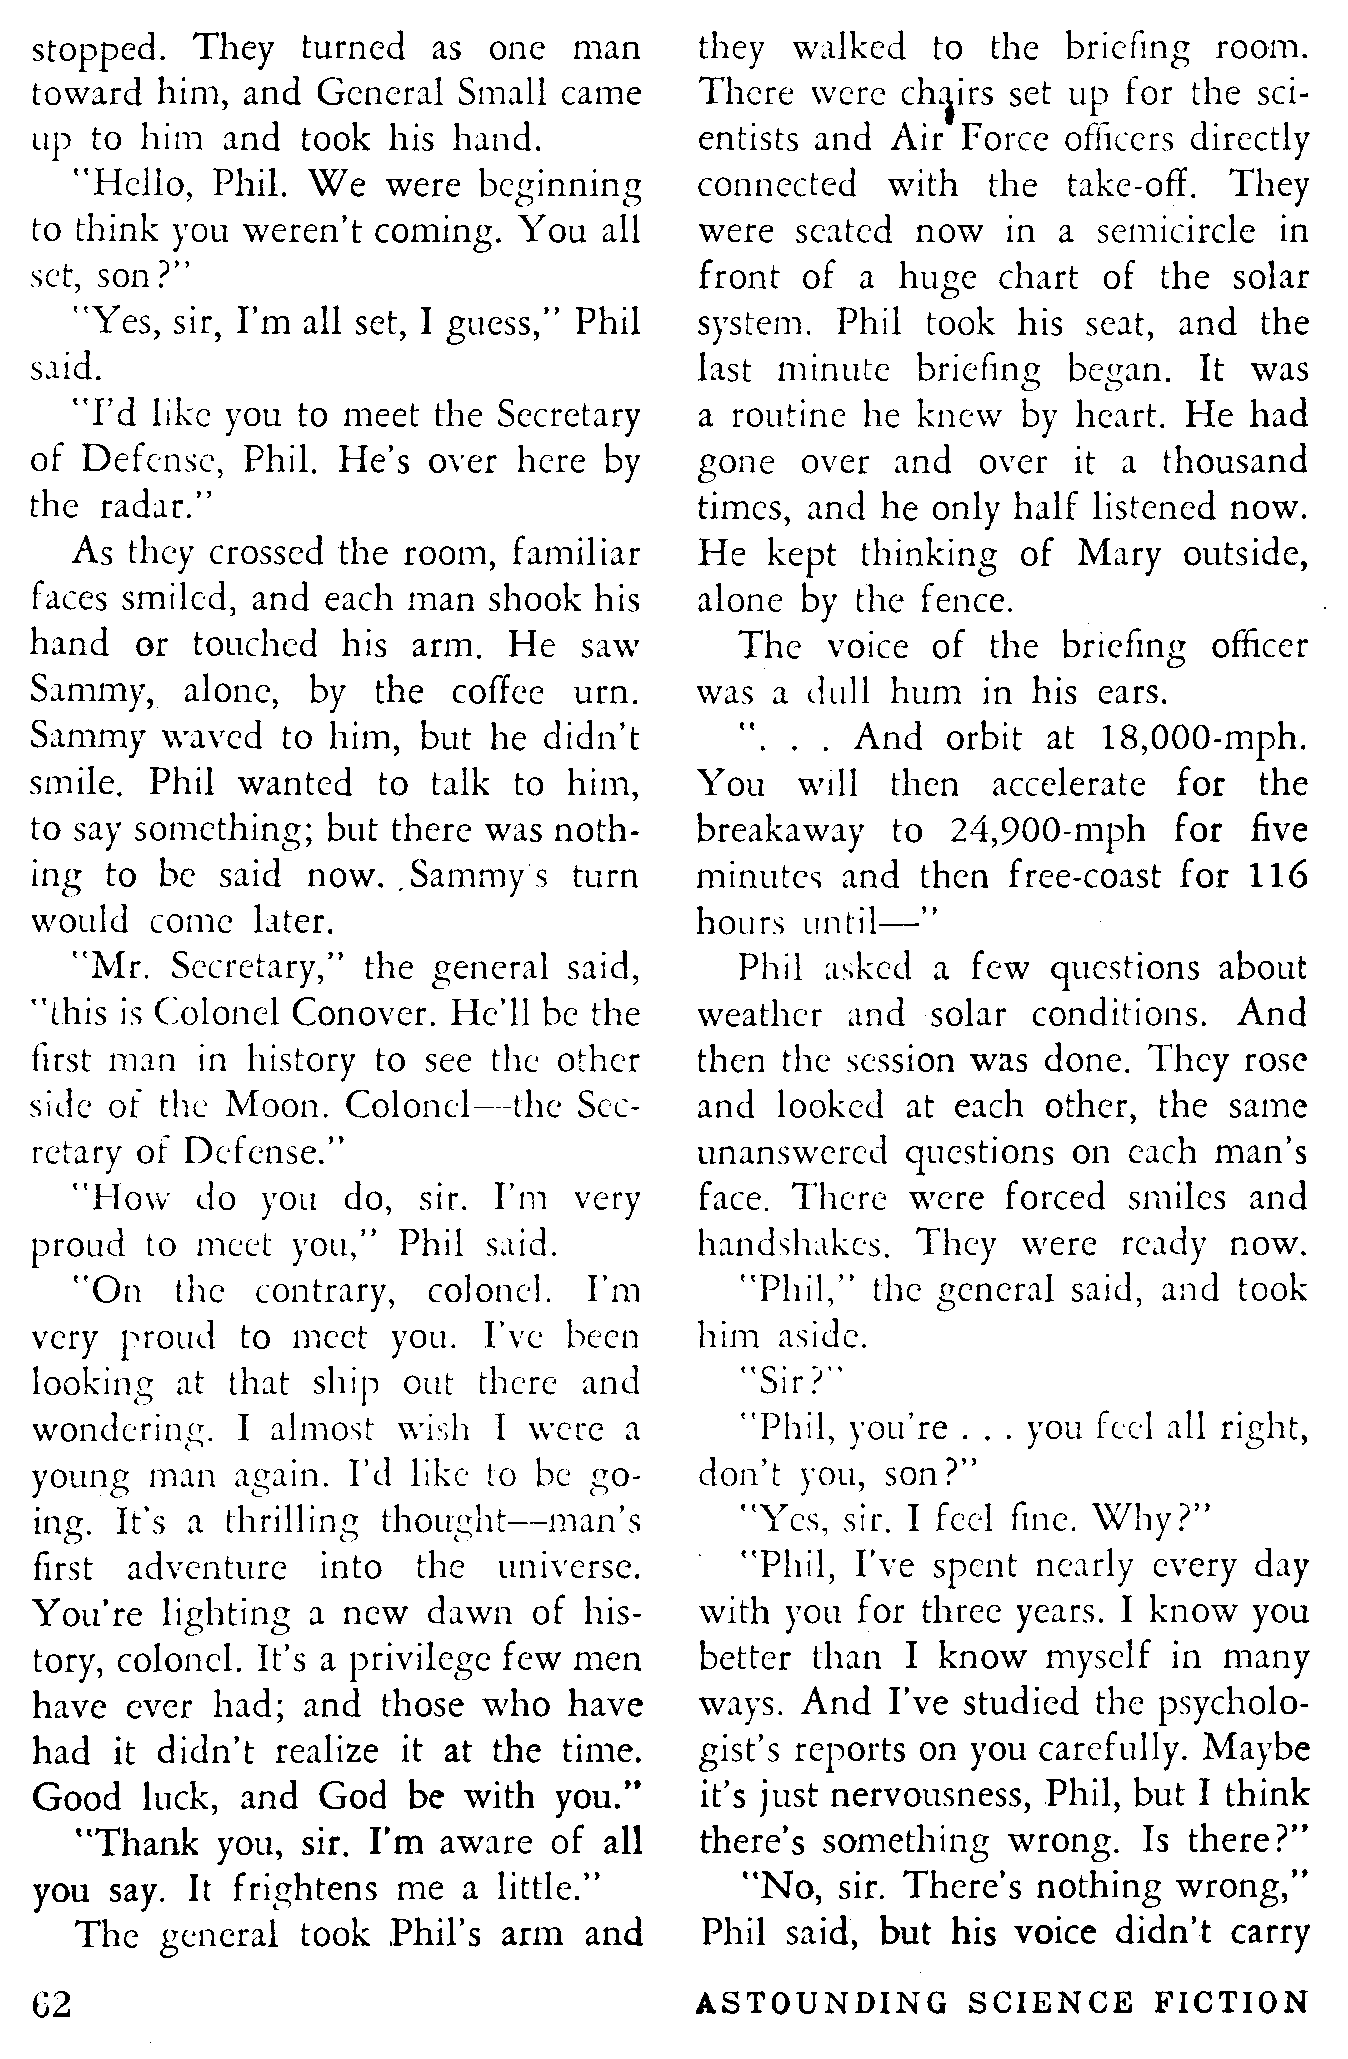 stopped. They turned as one man
toward him, and General Small came
up to him and took his hand.
"Hello, Phil. We were beginning
to think you weren't coming. You all
set, son?"
"Yes, sir, I'm all set, I guess," Phil
said.
"I'd like you to meet the Secretary
of Defense, Phil. He's over here by
the radar."
As they crossed the room, familiar
faces smiled, and each man shook his
hand or touched his arm. He saw
Sammy, alone, by the coffee urn.
Sammy waved to him, but he didn't
smile. Phil wanted to talk to him,
to say something; but there was noth-
ing to be said now. Sammy's turn
would come later.
"Mr. Secretary," the general said,
"this is Colonel Conover. He'll be the
first man in history to see the other
side of the Moon. Colonel—the Sec-
retary of Defense."
"How do you do, sir. I'm very
proud to meet you," Phil said.
"On the contrary, colonel. I'm
very proud to meet you. I've been
looking at that ship out there and
wondering. I almost wish I were a
young man again. I'd like to be go-
ing. It's a thrilling thought—man's
first adventure into the universe.
You're lighting a new dawn of his-
tory, colonel. It's a privilege few men
have ever had; and those who have
had it didn't realize it at the time.
Good luck, and God be with you."
"Thank you, sir. I'm aware of all
you say. It frightens me a little."
The general took Phil's arm and
they walked to the briefing room.
There were chairs set up for the sci-
entists and Air Force officers directly
connected with the take-off. They
were seated now in a semicircle in
front of a huge chart of the solar
system. Phil took his seat, and the
last minute briefing began. It was
a routine he knew by heart. He had
gone over and over it a thousand
times, and he only half listened now.
He kept thinking of Mary outside,
alone by the fence.
The voice of the briefing officer
was a dull hum in his ears.
". . . And orbit at 18,000-mph.
You will then accelerate for the
breakaway to 24,900-mph for five
minutes and then free-coast for 116
hours until—"
Phil asked a few questions about
weather and solar conditions. And
then the session was done. They rose
and looked at each other, the same
unanswered questions on each man's
face. There were forced smiles and
handshakes. They were ready now.
"Phil," the general said, and took
him aside.
"Sir?"
"Phil, you're . . . you feel all right,
don't you, son?"
"Yes, sir. I feel fine. Why?"
"Phil, I've spent nearly every day
with you for three years. I know you
better than I know myself in many
ways. And I've studied the psycholo-
gist's reports on you carefully. Maybe
it's just nervousness, Phil, but I think
there's something wrong. Is there?"
"No, sir. There's nothing wrong,"
Phil said, but his voice didn't carry
62
ASTOUNDING SCIENCE FICTION